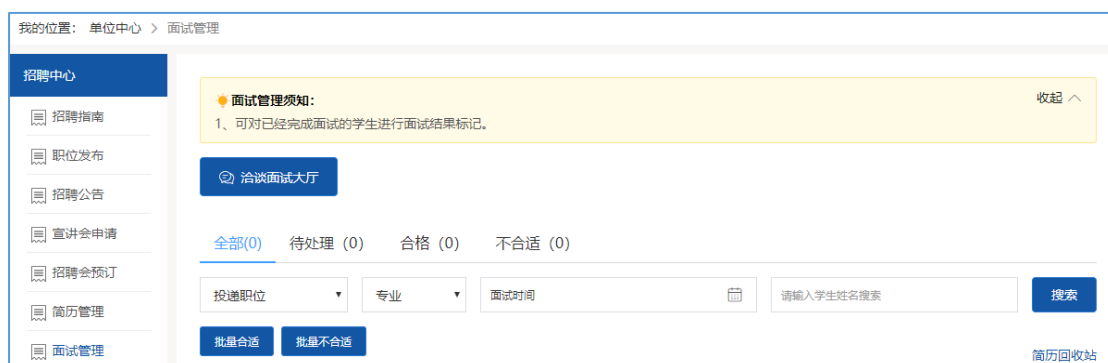 我的位置： 单位中心 > 面试管理
招聘中心
招聘指南
职位发布
招聘公告
宣讲会申请
招聘会预订
简历管理
面试管理
面试管理须知：
收起
1、可对已经完成面试的学生进行面试结果标记。
洽谈面试大厅
全部(0) 待处理（0） 合格（0） 不合适（0）
投递职位 专业 面试时间 请输入学生姓名搜索 搜索
批量合适 批量不合适
简历回收站